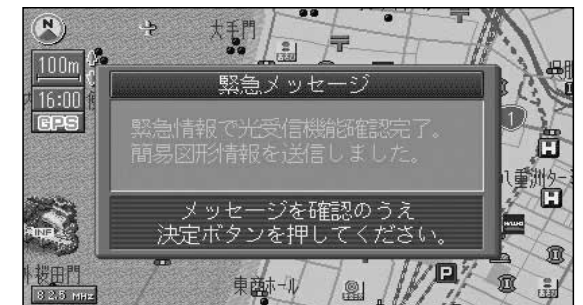 N
大手門
100m
緊急メッセージ
16:00
GPS
緊急情報で光受信機能確認完了。
簡易図形情報を送信しました。
1
H
八重洲ター
H
メッセージを確認のうえ
決定ボタンを押してください。
INF
桜田門
東商ホール
P
82.5 MHz